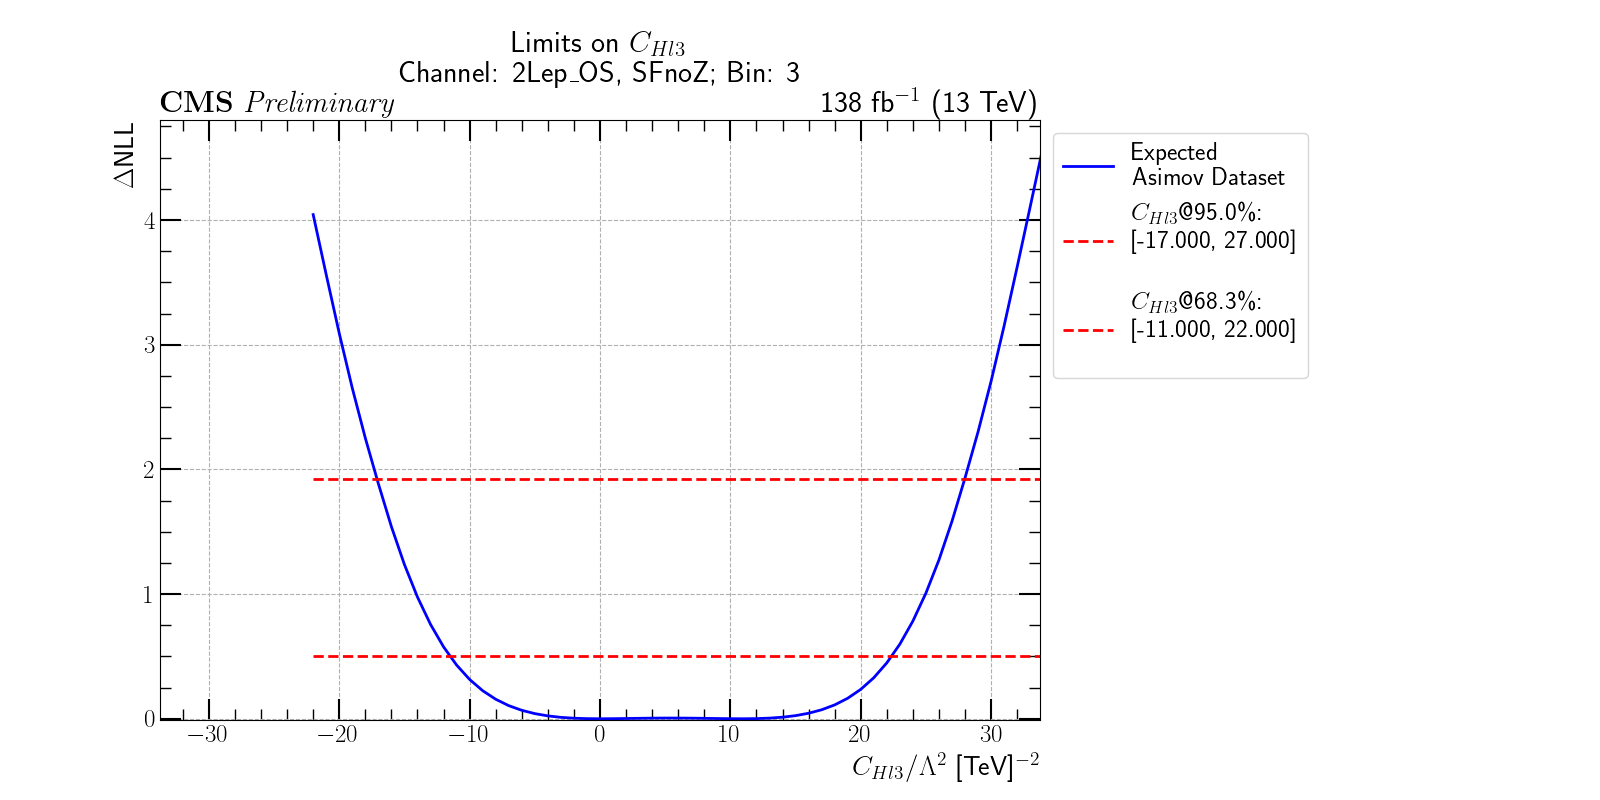 Limits on C_{Hl3}
Channel: 2Lep_OS, SFnoZ; Bin: 3
CMS Preliminary
138 fb^{−1} (13 TeV)
ΔNLL
4
3
2
1
0
−30 −20 −10 0 10 20 30
C_{Hl3}/Λ^2 [TeV]^{−2}
Expected
Asimov Dataset
C_{Hl3}@95.0%:
[-17.000, 27.000]
C_{Hl3}@68.3%:
[-11.000, 22.000]